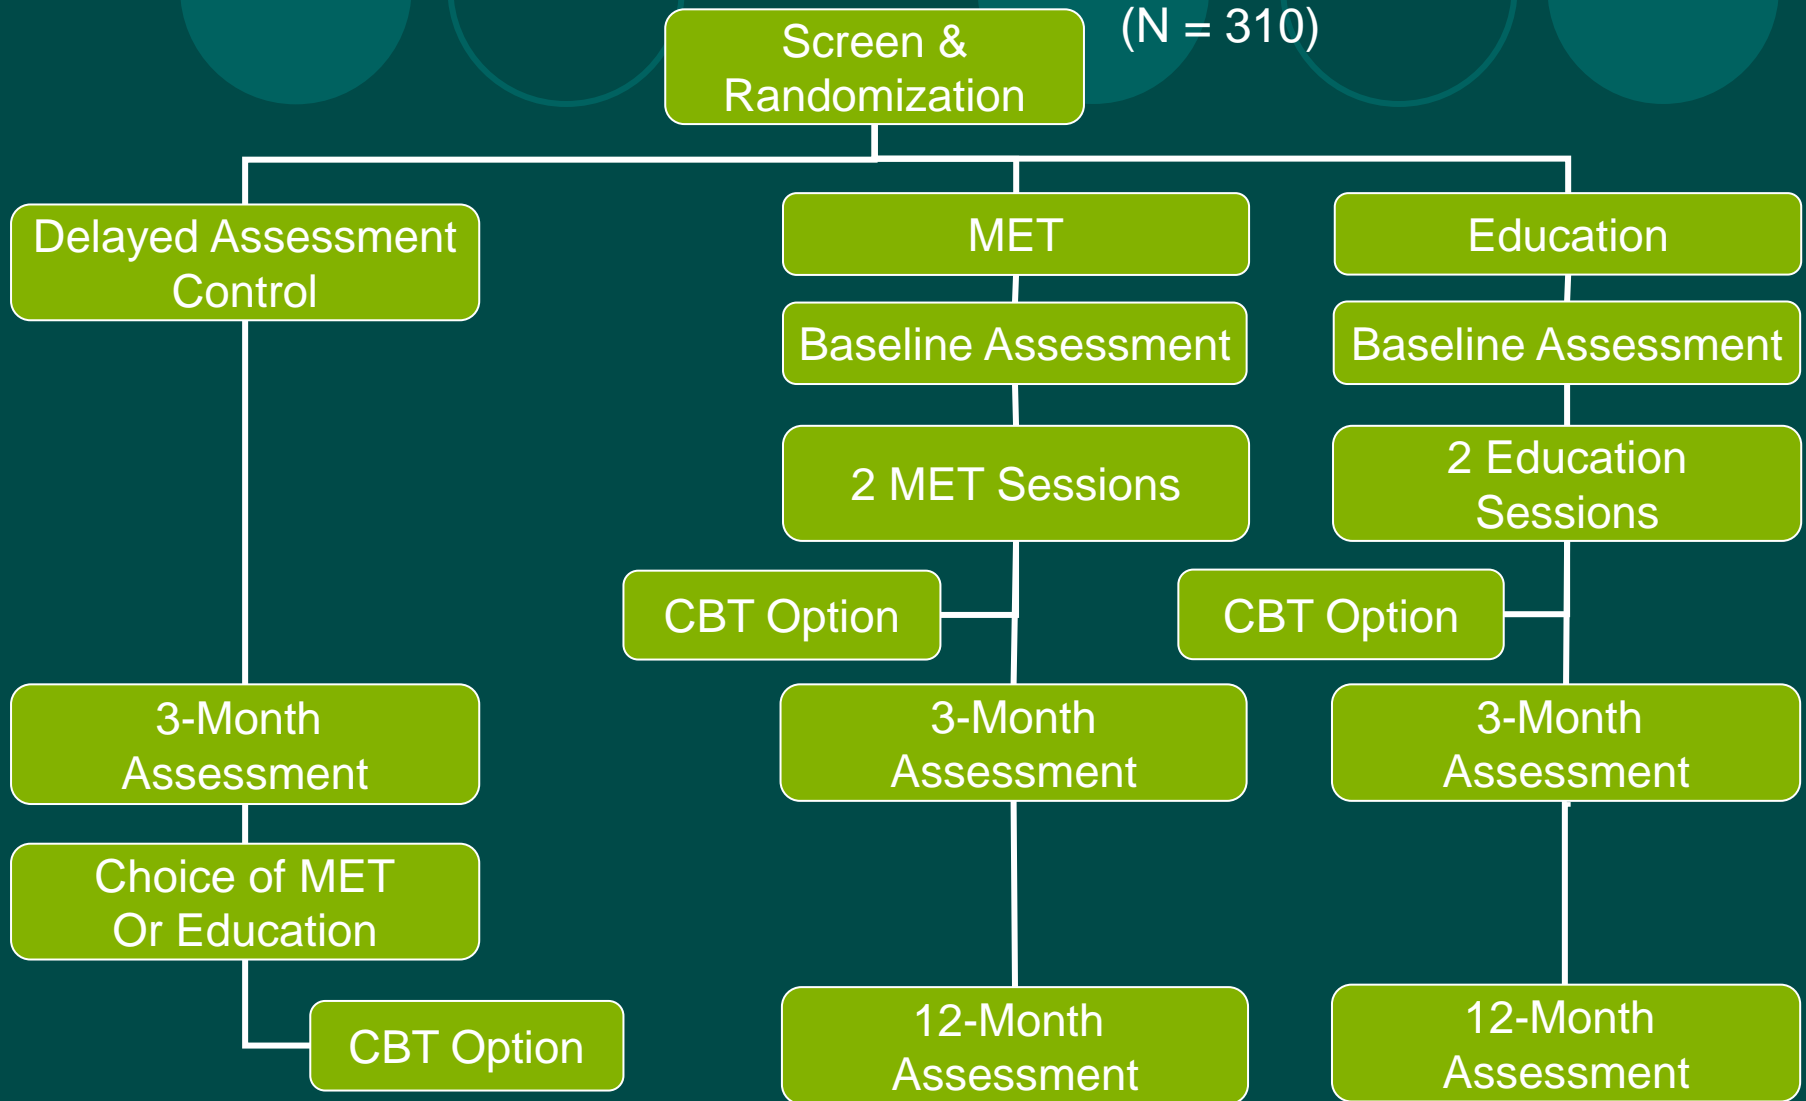 (N = 310)
Screen &
Randomization
Delayed Assessment
Control
MET
Education
Baseline Assessment
Baseline Assessment
2 MET Sessions
2 Education
Sessions
CBT Option
CBT Option
3-Month
Assessment
3-Month
Assessment
3-Month
Assessment
Choice of MET
Or Education
CBT Option
12-Month
Assessment
12-Month
Assessment